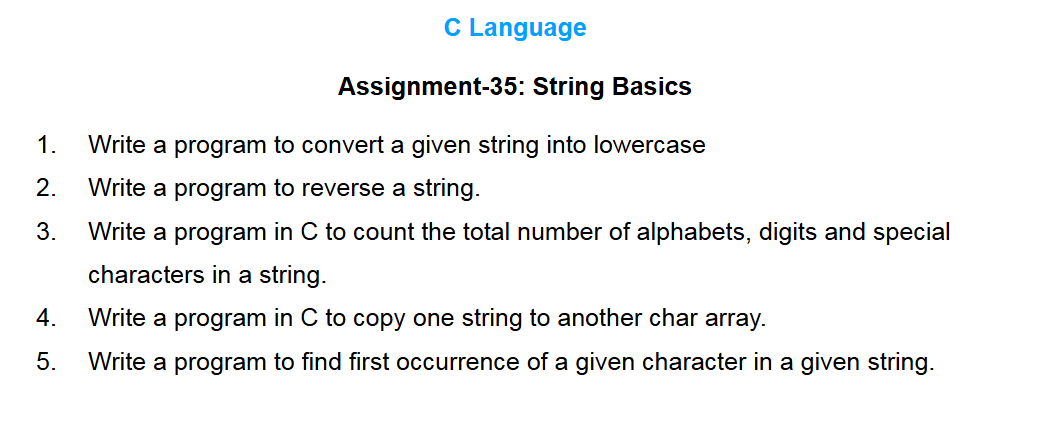 C Language
Assignment-35: String Basics
1. Write a program to convert a given string into lowercase
2. Write a program to reverse a string.
3. Write a program in C to count the total number of alphabets, digits and special
characters in a string.
4. Write a program in C to copy one string to another char array.
5. Write a program to find first occurrence of a given character in a given string.